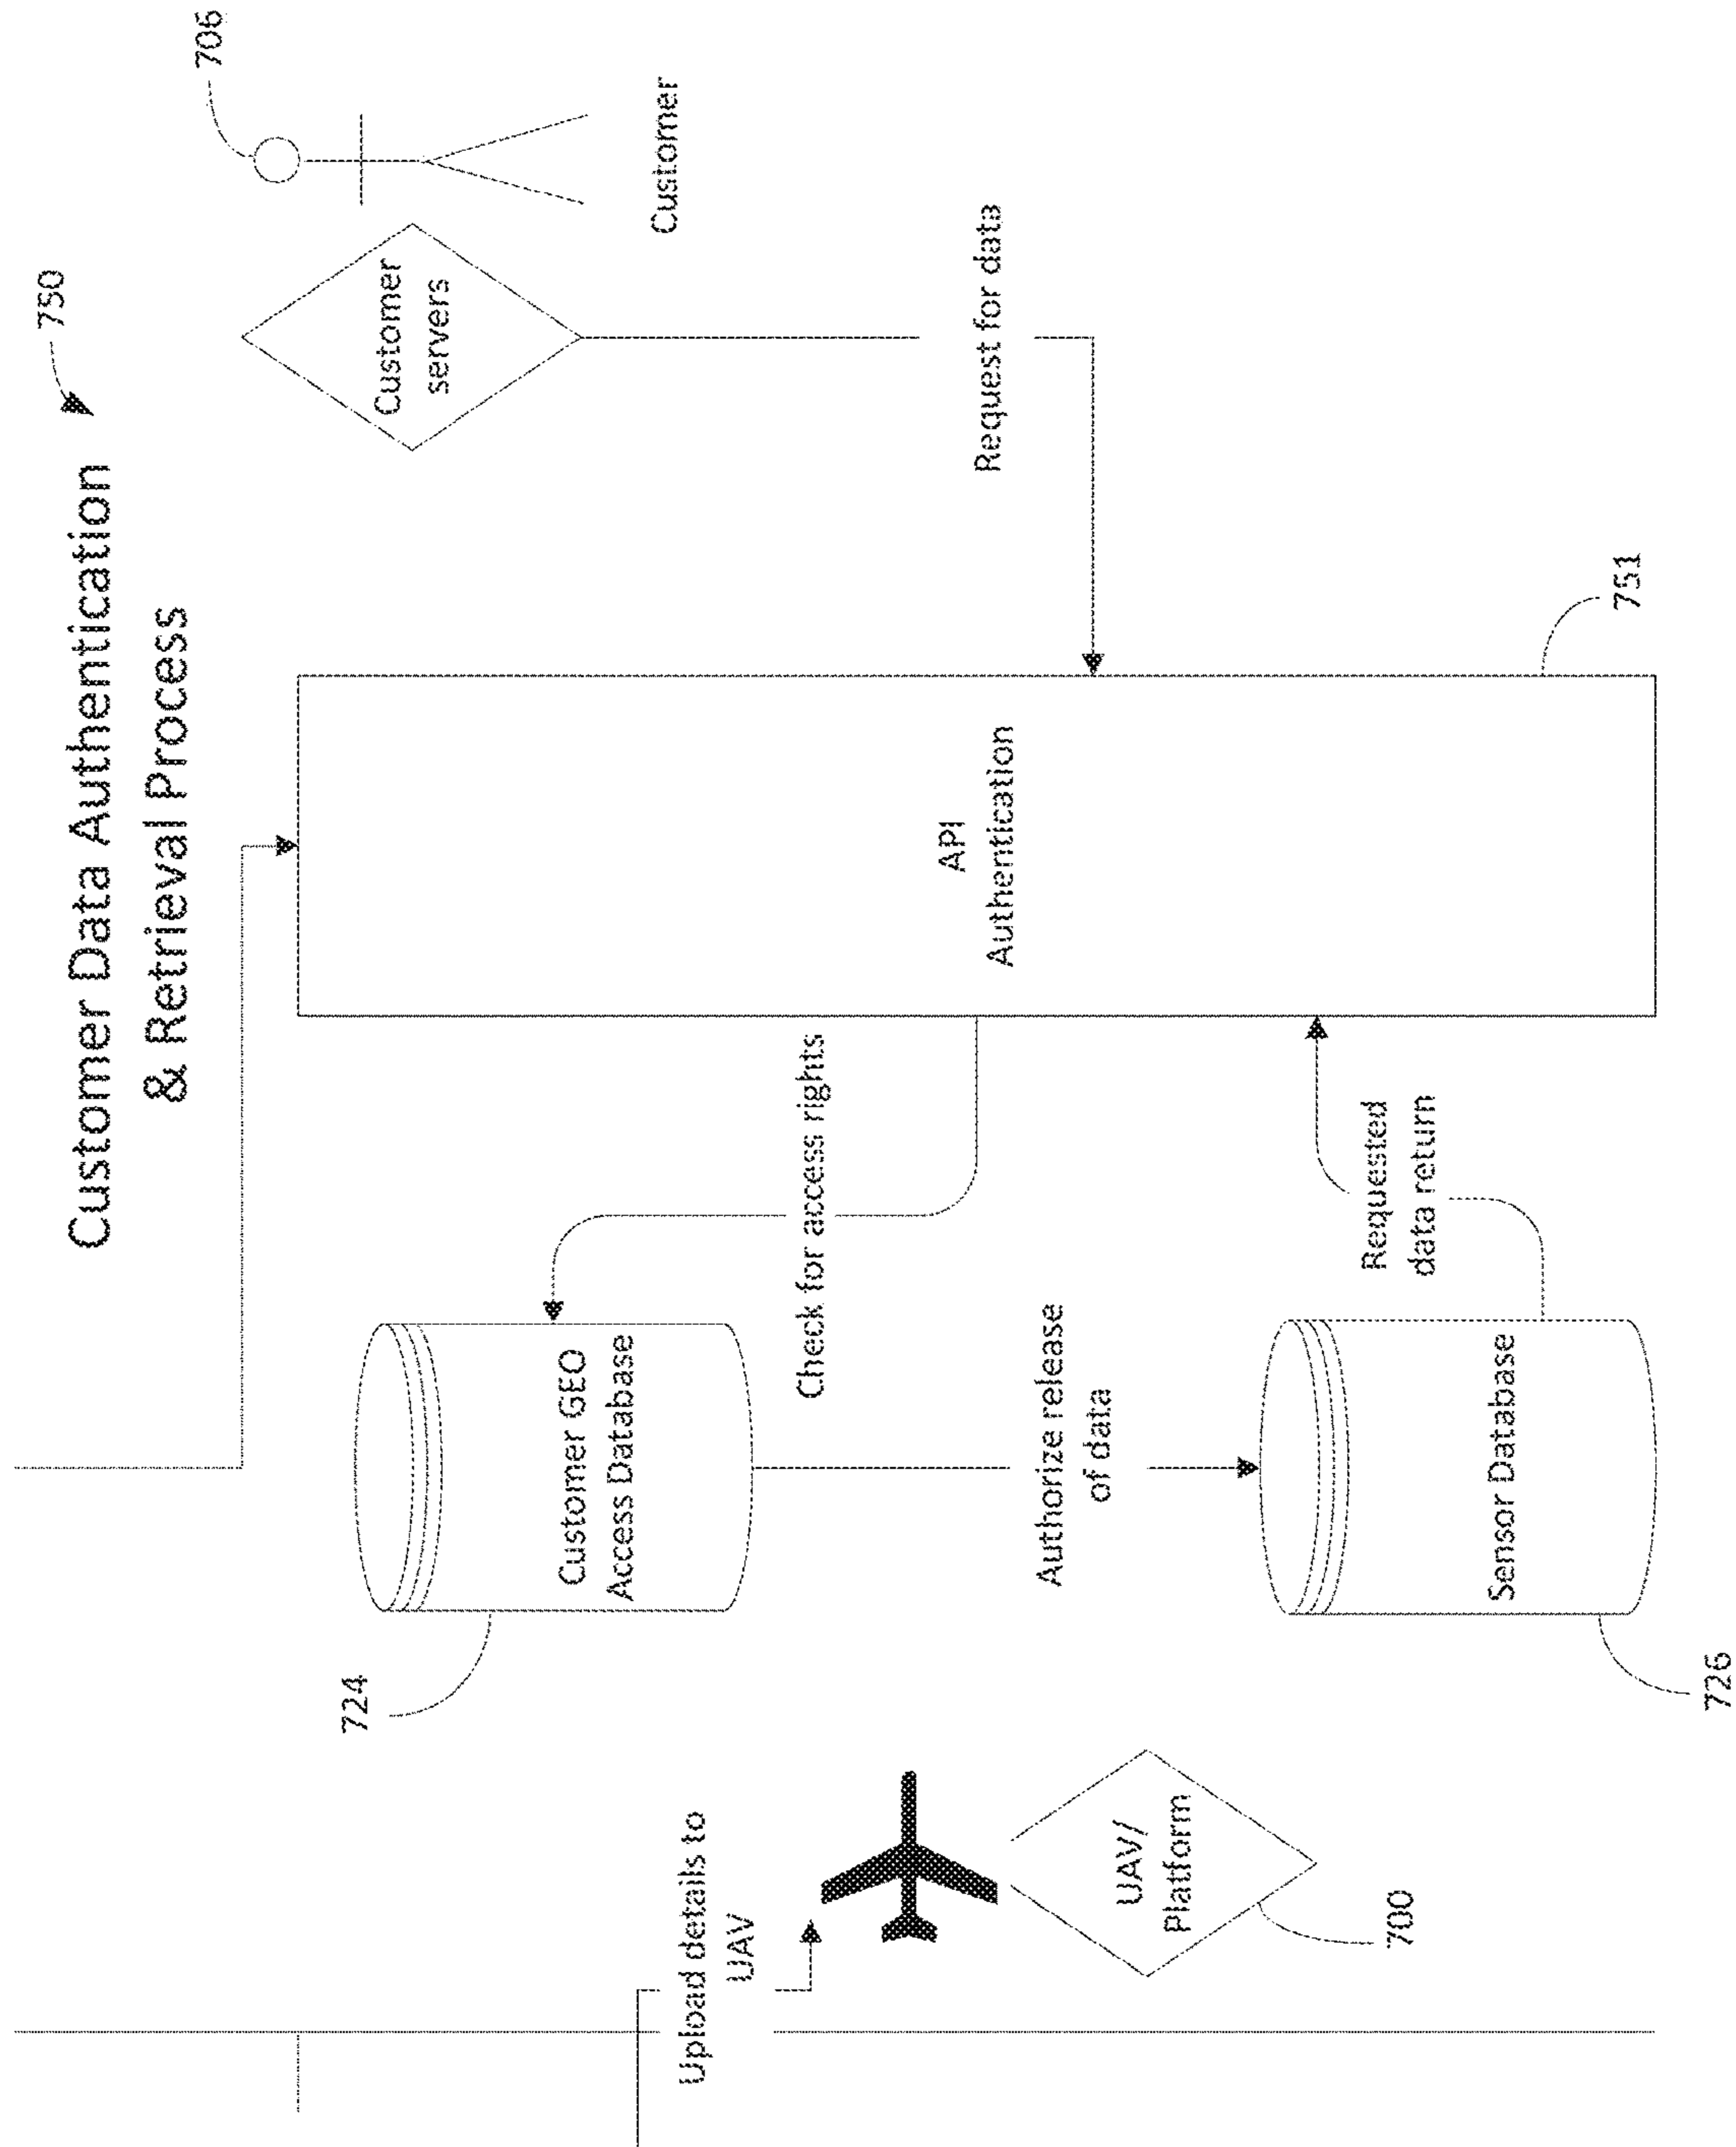 Customer Data Authentication
& Retrieval Process
750
706
Customer
servers
Customer
Request for data
API
Authentication
751
Check for access rights
Customer GEO
Access Database
724
Authorize release
of data
Requested
data return
Sensor Database
726
Upload details to
UAV
UAV/
Platform
700